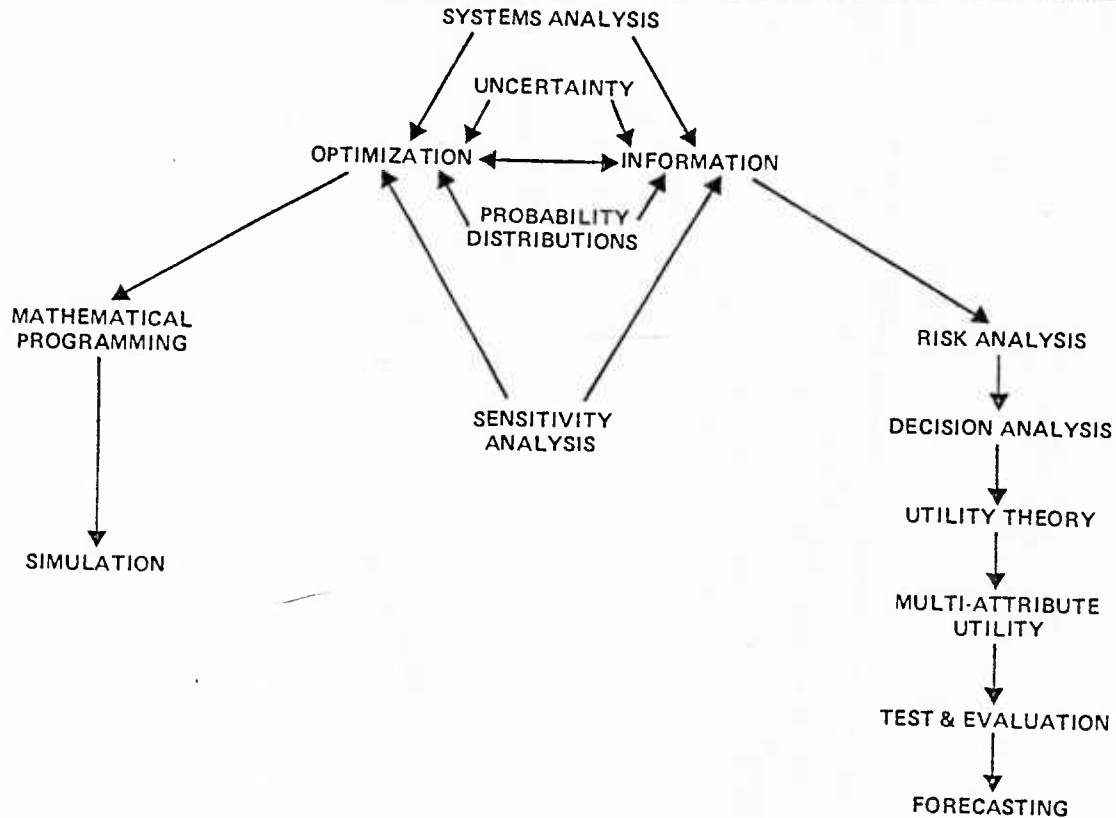 SYSTEMS ANALYSIS
UNCERTAINTY
OPTIMIZATION
INFORMATION
PROBABILITY
DISTRIBUTIONS
MATHEMATICAL
PROGRAMMING
RISK ANALYSIS
SENSITIVITY
ANALYSIS
DECISION ANALYSIS
UTILITY THEORY
SIMULATION
MULTI-ATTRIBUTE
UTILITY
TEST & EVALUATION
FORECASTING